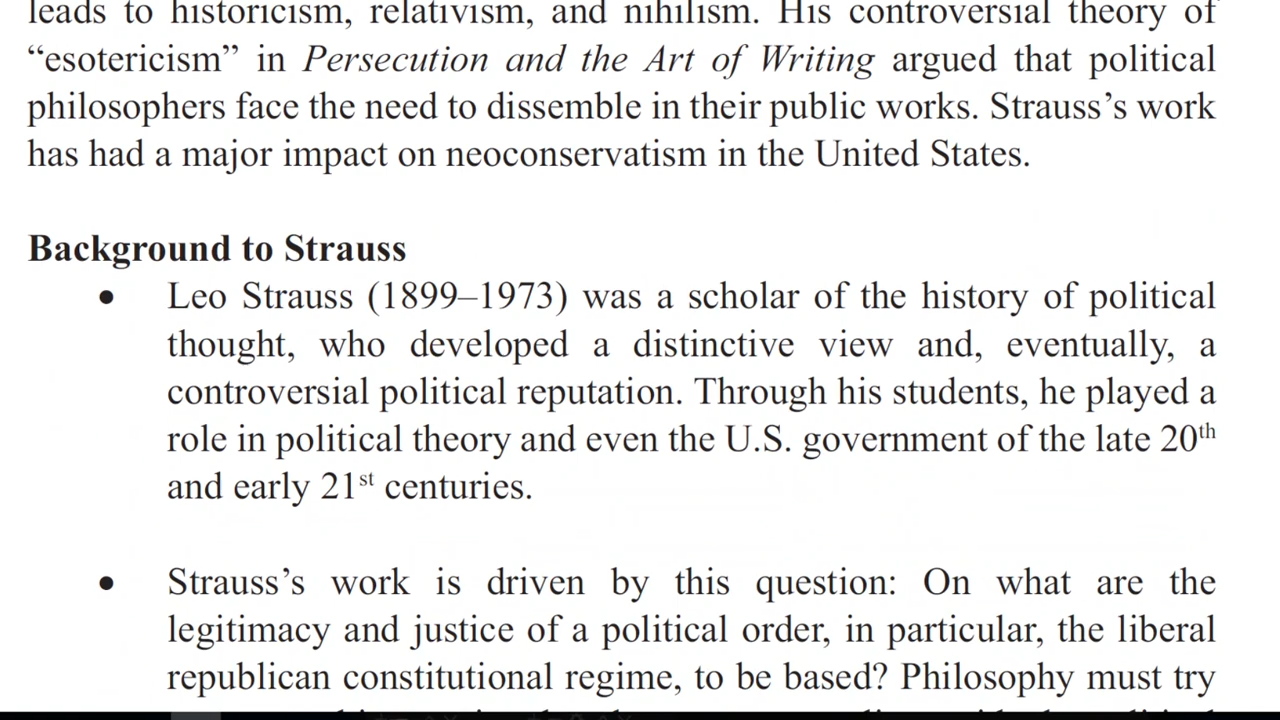 leads to historicism, relativism, and nihilism. His controversial theory of
“esotericism” in Persecution and the Art of Writing argued that political
philosophers face the need to dissemble in their public works. Strauss’s work
has had a major impact on neoconservatism in the United States.
Background to Strauss
• Leo Strauss (1899–1973) was a scholar of the history of political
thought, who developed a distinctive view and, eventually, a
controversial political reputation. Through his students, he played a
role in political theory and even the U.S. government of the late 20th
and early 21st centuries.
• Strauss’s work is driven by this question: On what are the
legitimacy and justice of a political order, in particular, the liberal
republican constitutional regime, to be based? Philosophy must try